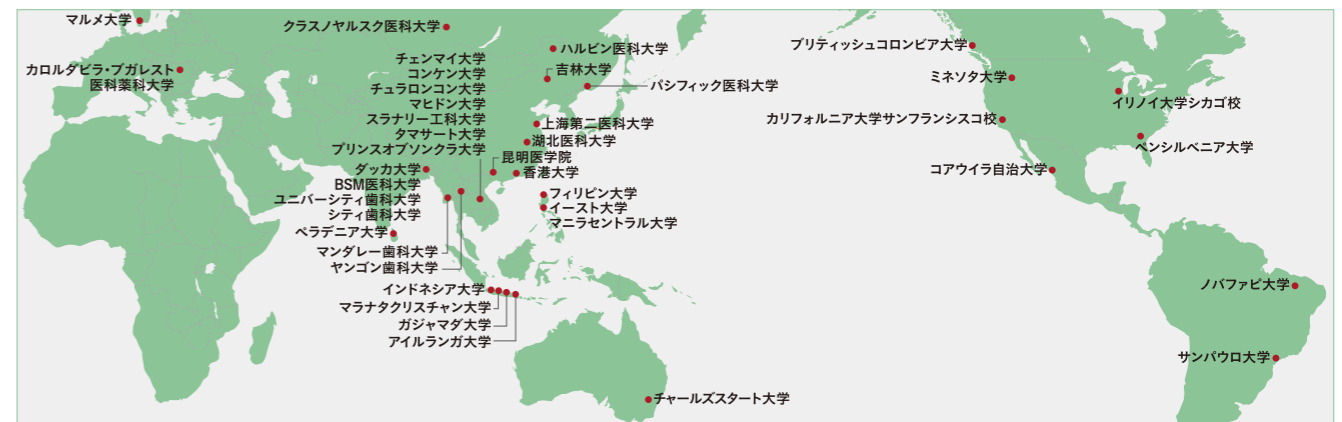 マルメ大学
カロルダビラ・ブガレスト
医科薬科大学
クラスノヤルスク医科大学
チェンマイ大学
コンケン大学
チュラロンコン大学
マヒドン大学
スラナリー工科大学
タマサート大学
プリンスオブソンクラ大学
ダッカ大学
BSM医科大学
ユニバーシティ歯科大学
シティ歯科大学
ペラデニア大学
マンダレー歯科大学
ヤンゴン歯科大学
インドネシア大学
マラナタクリスチャン大学
ガジャマダ大学
アイルランガ大学
ハルビン医科大学
吉林大学
パシフィック医科大学
上海第二医科大学
湖北医科大学
昆明医学院
香港大学
フィリピン大学
イースト大学
マニラセントラル大学
チャールズスタート大学
ブリティッシュコロンビア大学
ミネソタ大学
イリノイ大学シカゴ校
カリフォルニア大学サンフランシスコ校
ペンシルベニア大学
コアウイラ自治大学
ノバファピ大学
サンパウロ大学